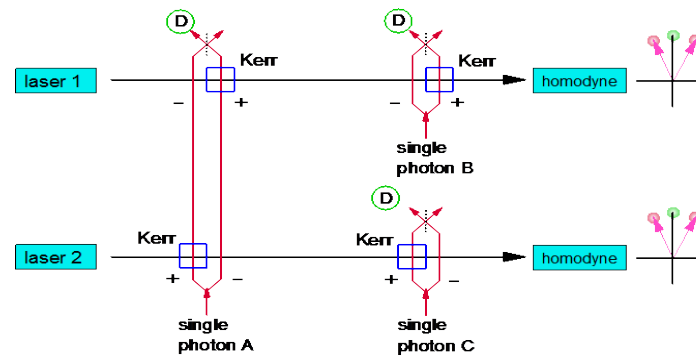 D
D
Kerr
Kerr
laser 1
homodyne
-
+
-
+
single
photon B
D
Kerr
Kerr
laser 2
homodyne
+
-
+
-
single
photon A
single
photon C